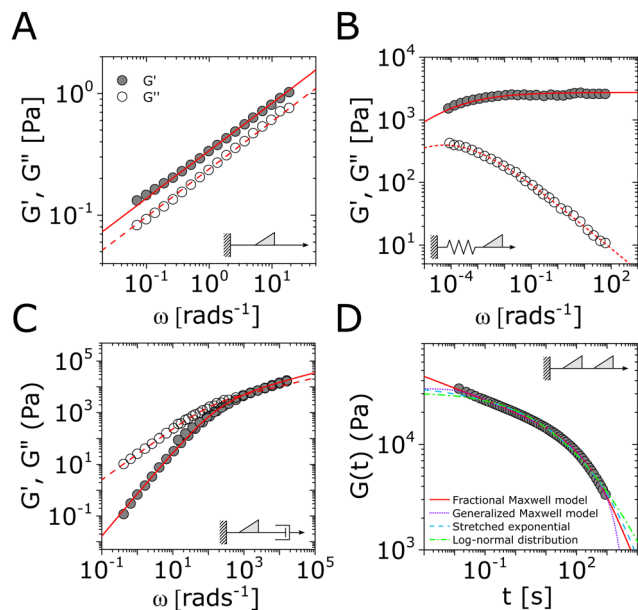 A
G', G'' [Pa]
10^0
10^-1
G'
G''
10^-1
10^0
10^1
ω [rads^-1]
B
G', G'' [Pa]
10^4
10^3
10^2
10^1
10^-4
10^-1
10^2
ω [rads^-1]
C
G', G'' (Pa)
10^5
10^3
10^1
10^-1
10^-1
10^1
10^3
10^5
ω [rads^-1]
D
G(t) (Pa)
10^4
10^3
Fractional Maxwell model
Generalized Maxwell model
Stretched exponential
Log-normal distribution
10^-1
10^2
t [s]